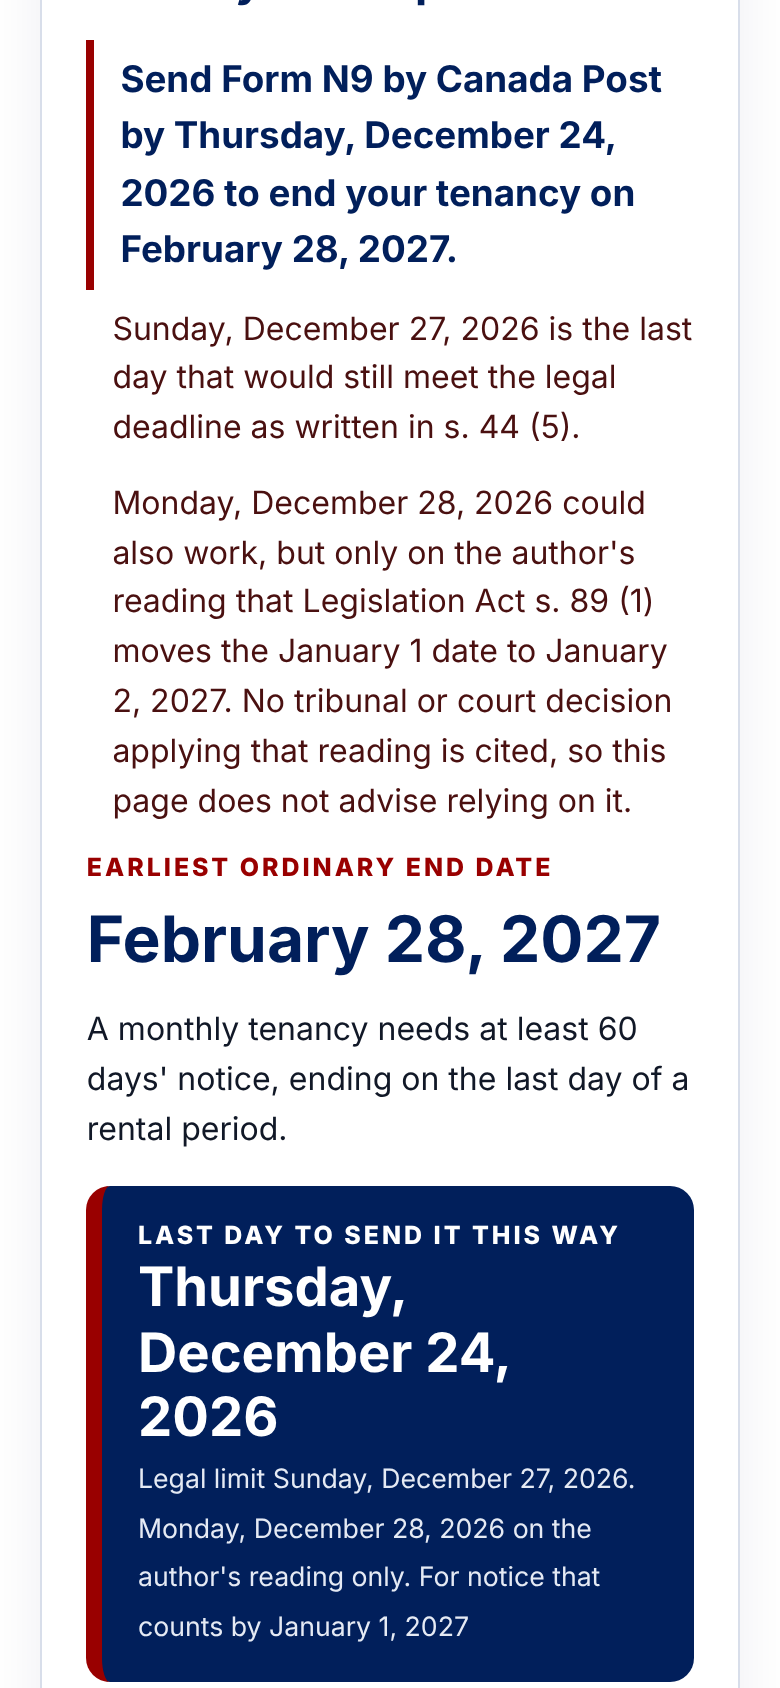 Send Form N9 by Canada Post
by Thursday, December 24,
2026 to end your tenancy on
February 28, 2027.
Sunday, December 27, 2026 is the last
day that would still meet the legal
deadline as written in s. 44 (5).
Monday, December 28, 2026 could
also work, but only on the author's
reading that Legislation Act s. 89 (1)
moves the January 1 date to January
2, 2027. No tribunal or court decision
applying that reading is cited, so this
page does not advise relying on it.
EARLIEST ORDINARY END DATE
February 28, 2027
A monthly tenancy needs at least 60
days' notice, ending on the last day of a
rental period.
LAST DAY TO SEND IT THIS WAY
Thursday,
December 24,
2026
Legal limit Sunday, December 27, 2026.
Monday, December 28, 2026 on the
author's reading only. For notice that
counts by January 1, 2027